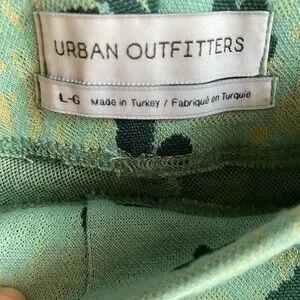 URBAN OUTFITTERS
L-G Made in Turkey / Fabriqué en Turquie